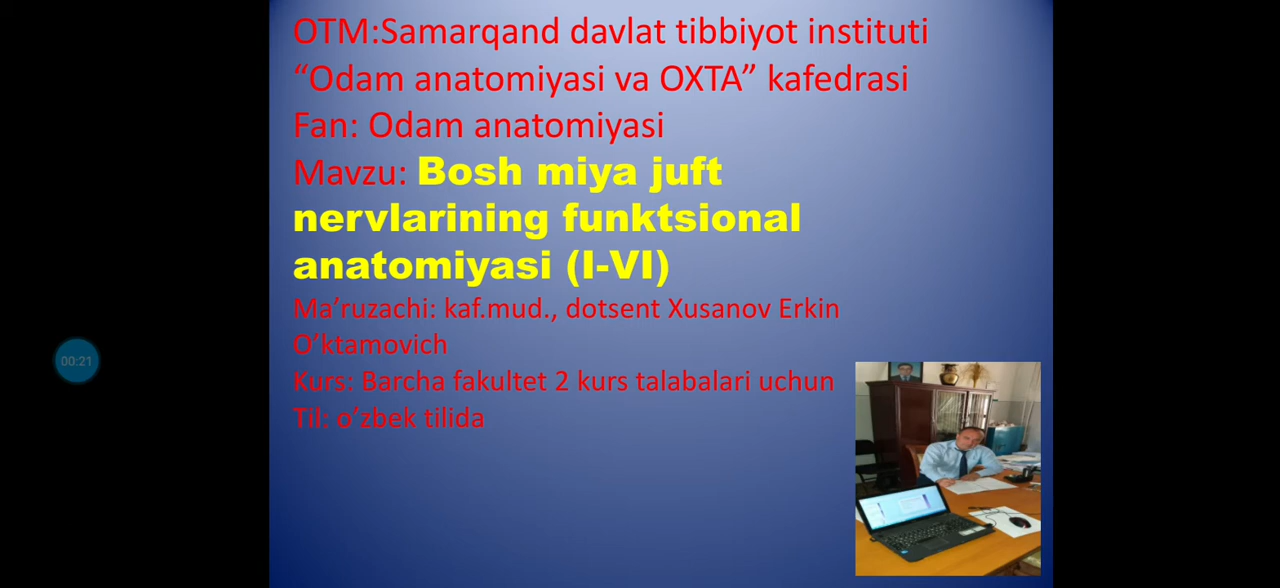 OTM:Samarqand davlat tibbiyot instituti
“Odam anatomiyasi va OXTA” kafedrasi
Fan: Odam anatomiyasi
Mavzu: Bosh miya juft
nervlarining funktsional
anatomiyasi (I-VI)
Ma’ruzachi: kaf.mud., dotsent Xusanov Erkin
O’ktamovich
Kurs: Barcha fakultet 2 kurs talabalari uchun
Til: o’zbek tilida
00:21